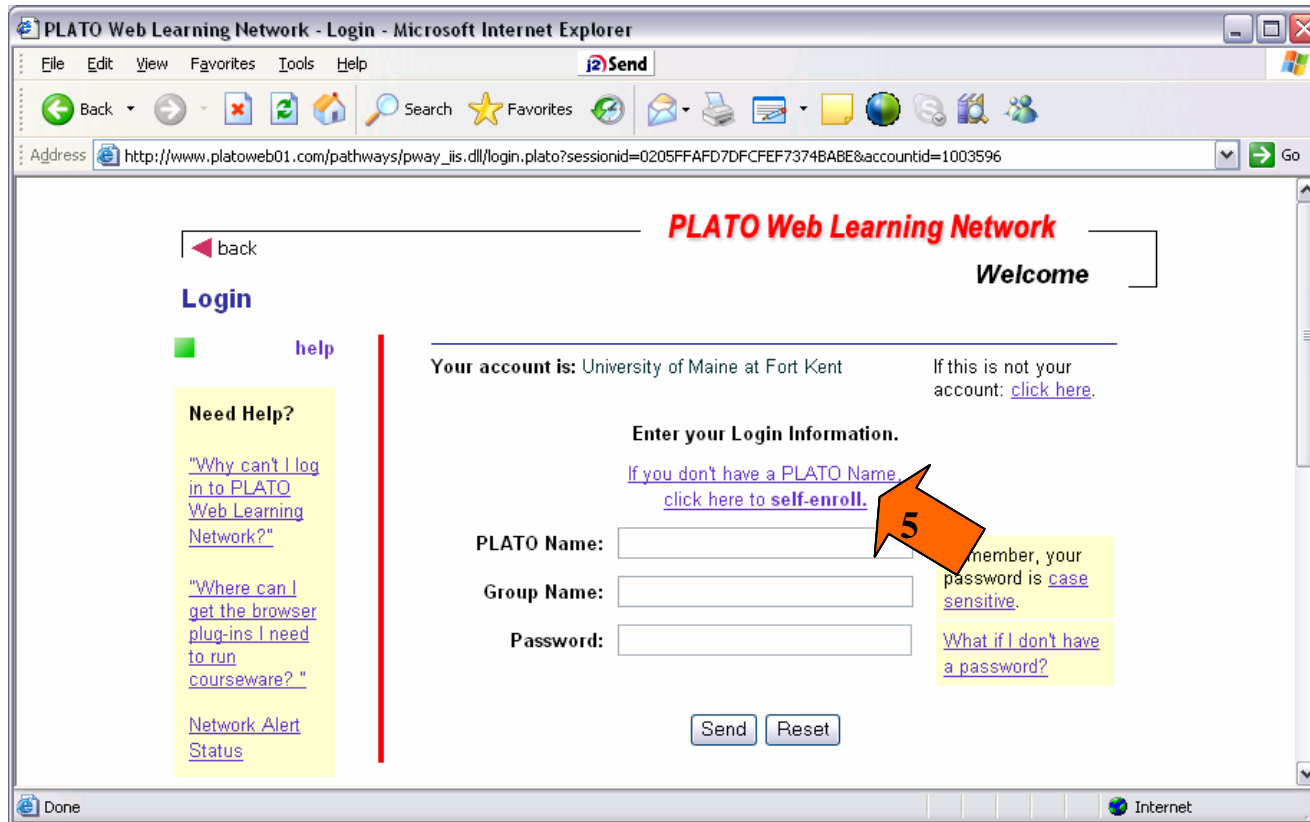 PLATO Web Learning Network - Login - Microsoft Internet Explorer
File Edit View Favorites Tools Help
j2 Send
Back Search Favorites
Address http://www.platoweb01.com/pathways/pway_iis.dll/login.plato?sessionid=0205FFAFD7DFCFEF7374BABE&accountid=1003596 Go
back
PLATO Web Learning Network
Welcome
Login
help
Need Help?
"Why can't I log
in to PLATO
Web Learning
Network?"
"Where can I
get the browser
plug-ins I need
to run
courseware? "
Network Alert
Status
Your account is: University of Maine at Fort Kent
If this is not your
account: click here.
Enter your Login Information.
If you don't have a PLATO Name,
click here to self-enroll.
5
PLATO Name:
Group Name:
Password:
member, your
password is case
sensitive.
What if I don't have
a password?
Send Reset
Done Internet